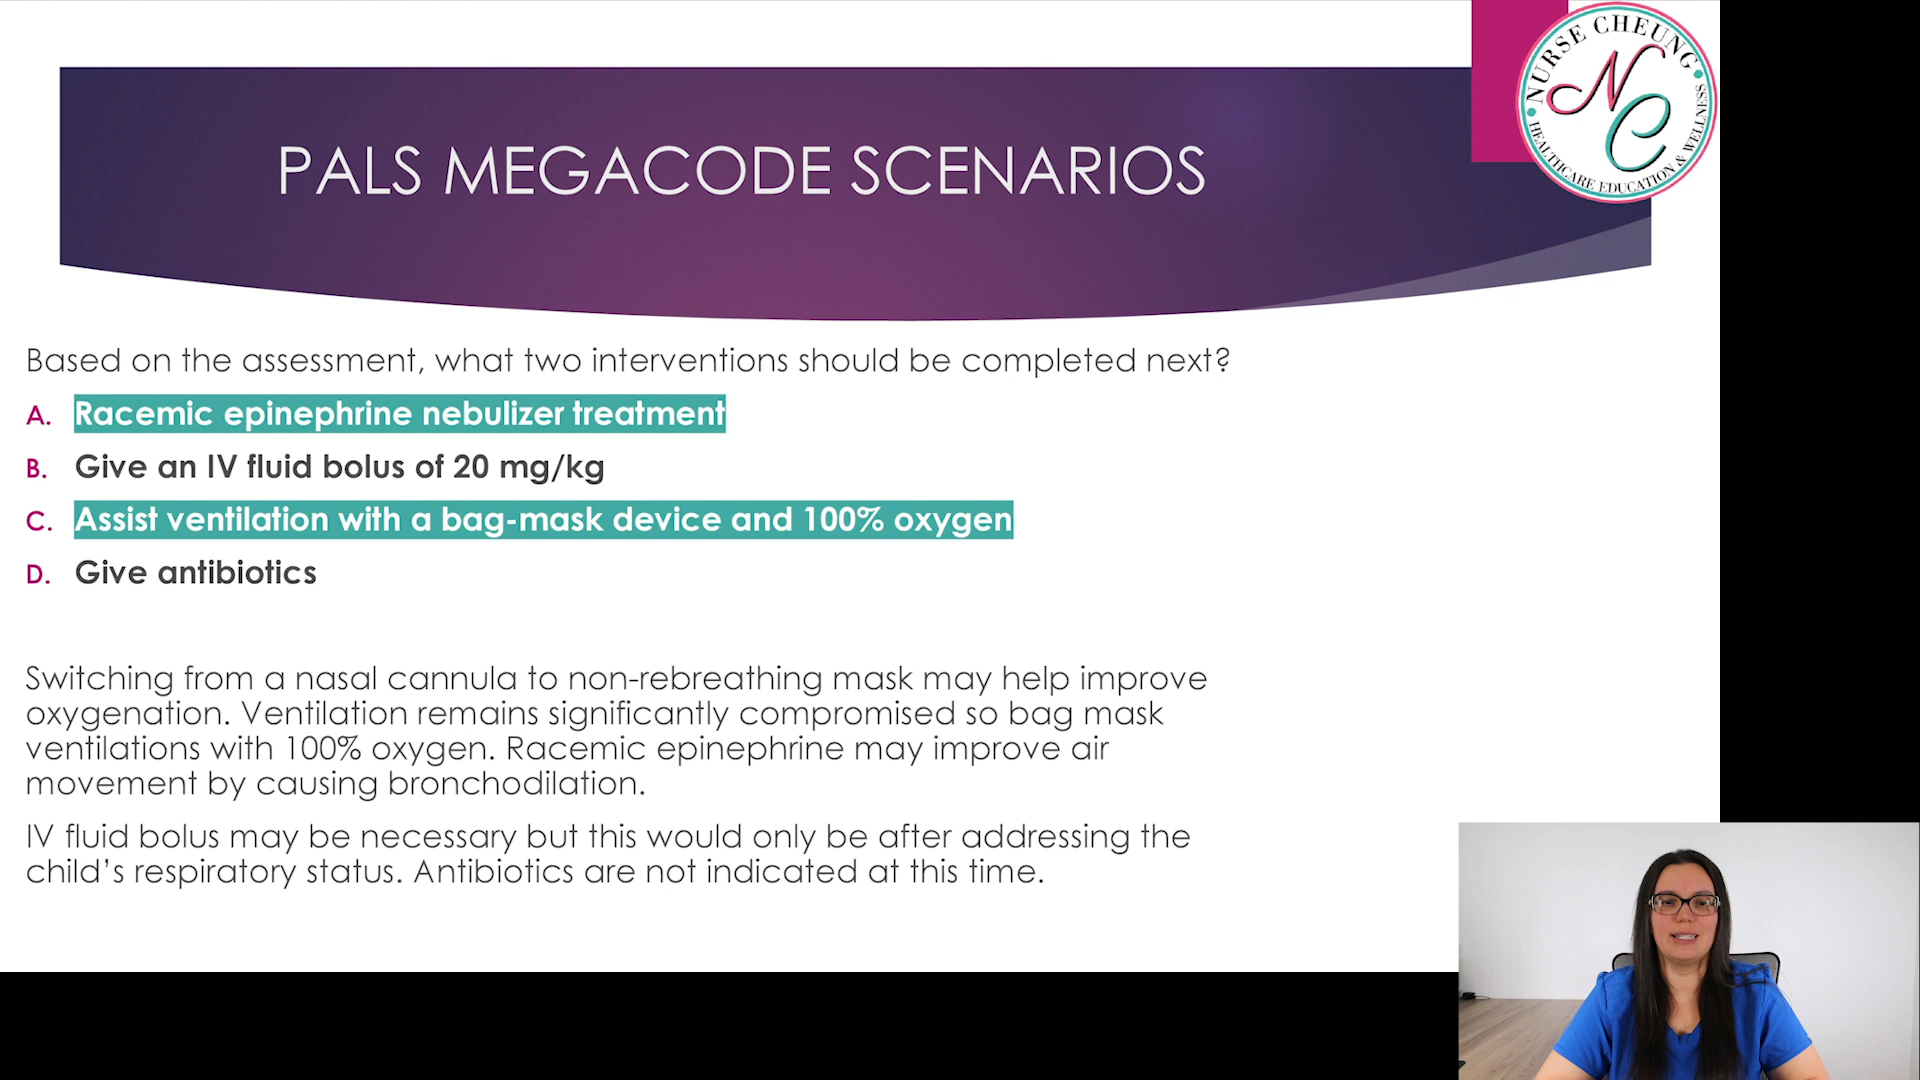 NURSE CHEUNG
NC
HEALTHCARE EDUCATION & WELLNESS
PALS MEGACODE SCENARIOS
Based on the assessment, what two interventions should be completed next?
A. Racemic epinephrine nebulizer treatment
B. Give an IV fluid bolus of 20 mg/kg
C. Assist ventilation with a bag-mask device and 100% oxygen
D. Give antibiotics
Switching from a nasal cannula to non-rebreathing mask may help improve
oxygenation. Ventilation remains significantly compromised so bag mask
ventilations with 100% oxygen. Racemic epinephrine may improve air
movement by causing bronchodilation.
IV fluid bolus may be necessary but this would only be after addressing the
child’s respiratory status. Antibiotics are not indicated at this time.